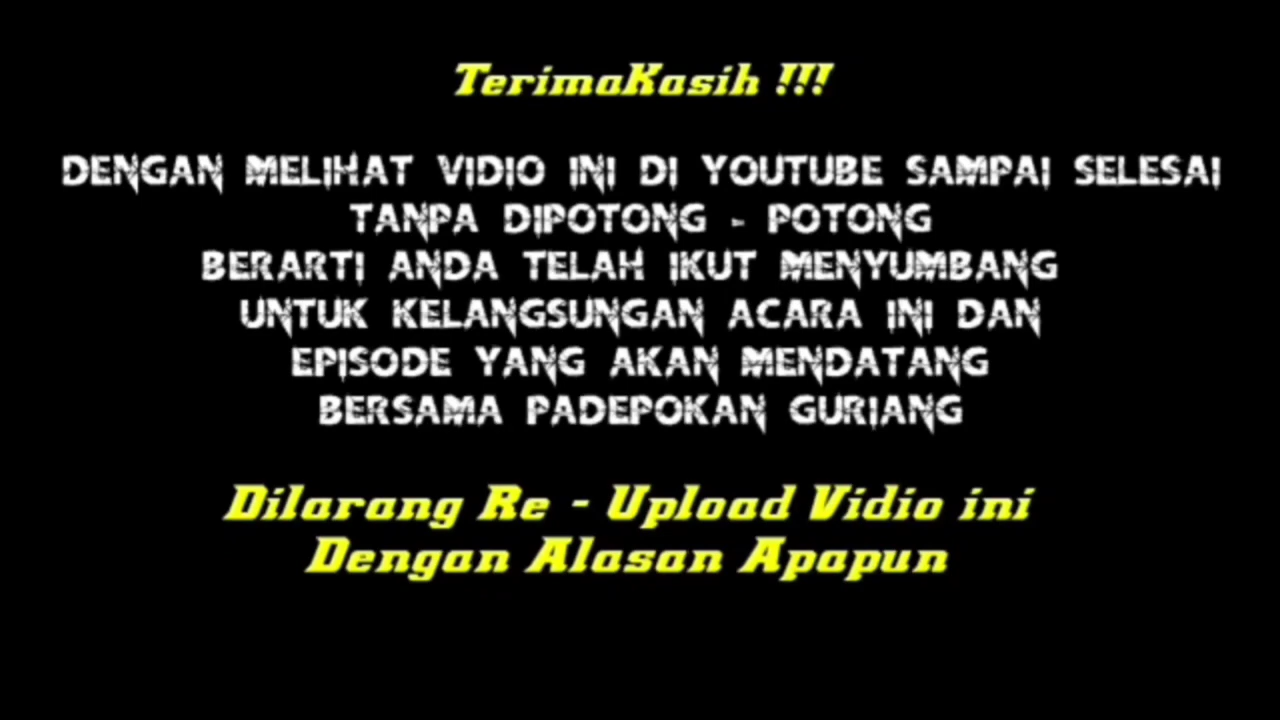 TerimaKasih !!!
DENGAN MELIHAT VIDIO INI DI YOUTUBE SAMPAI SELESAI
TANPA DIPOTONG - POTONG
BERARTI ANDA TELAH IKUT MENYUMBANG
UNTUK KELANGSUNGAN ACARA INI DAN
EPISODE YANG AKAN MENDATANG
BERSAMA PADEPOKAN GURIANG
Dilarang Re - Upload Vidio ini
Dengan Alasan Apapun